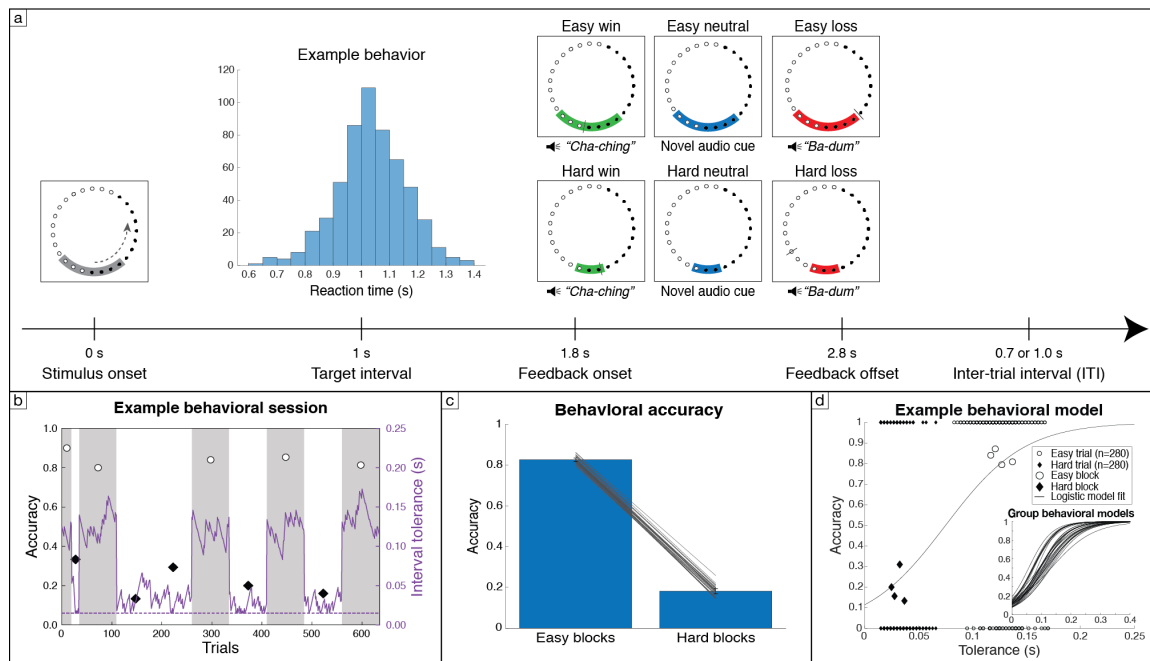 a
Example behavior
120
100
80
60
40
20
0
0.6 0.7 0.8 0.9 1 1.1 1.2 1.3 1.4
Reaction time (s)
Easy win Easy neutral Easy loss
"Cha-ching" Novel audio cue "Ba-dum"
Hard win Hard neutral Hard loss
"Cha-ching" Novel audio cue "Ba-dum"
0 s 1 s 1.8 s 2.8 s 0.7 or 1.0 s
Stimulus onset Target interval Feedback onset Feedback offset Inter-trial interval (ITI)
b
Example behavioral session
Accuracy
1.0
0.8
0.6
0.4
0.2
0
0 100 200 300 400 500 600
Trials
0.25
0.20
0.15
0.10
0.05
0.00
Interval tolerance (s)
c
Behavioral accuracy
Accuracy
1
0.8
0.6
0.4
0.2
0
Easy blocks Hard blocks
d
Example behavioral model
Accuracy
1
0.9
0.8
0.7
0.6
0.5
0.4
0.3
0.2
0.1
0
0 0.05 0.1 0.15 0.2 0.25
Tolerance (s)
Easy trial (n=280)
Hard trial (n=280)
Easy block
Hard block
Logistic model fit
Group behavioral models
1
0.8
0.6
0.4
0.2
0
0 0.1 0.2 0.3 0.4